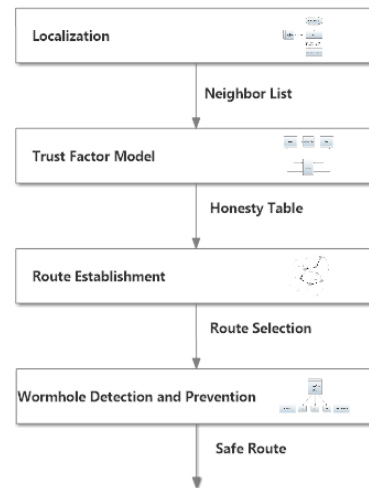 Localization
Neighbor List
Trust Factor Model
Honesty Table
Route Establishment
Route Selection
Wormhole Detection and Prevention
Safe Route